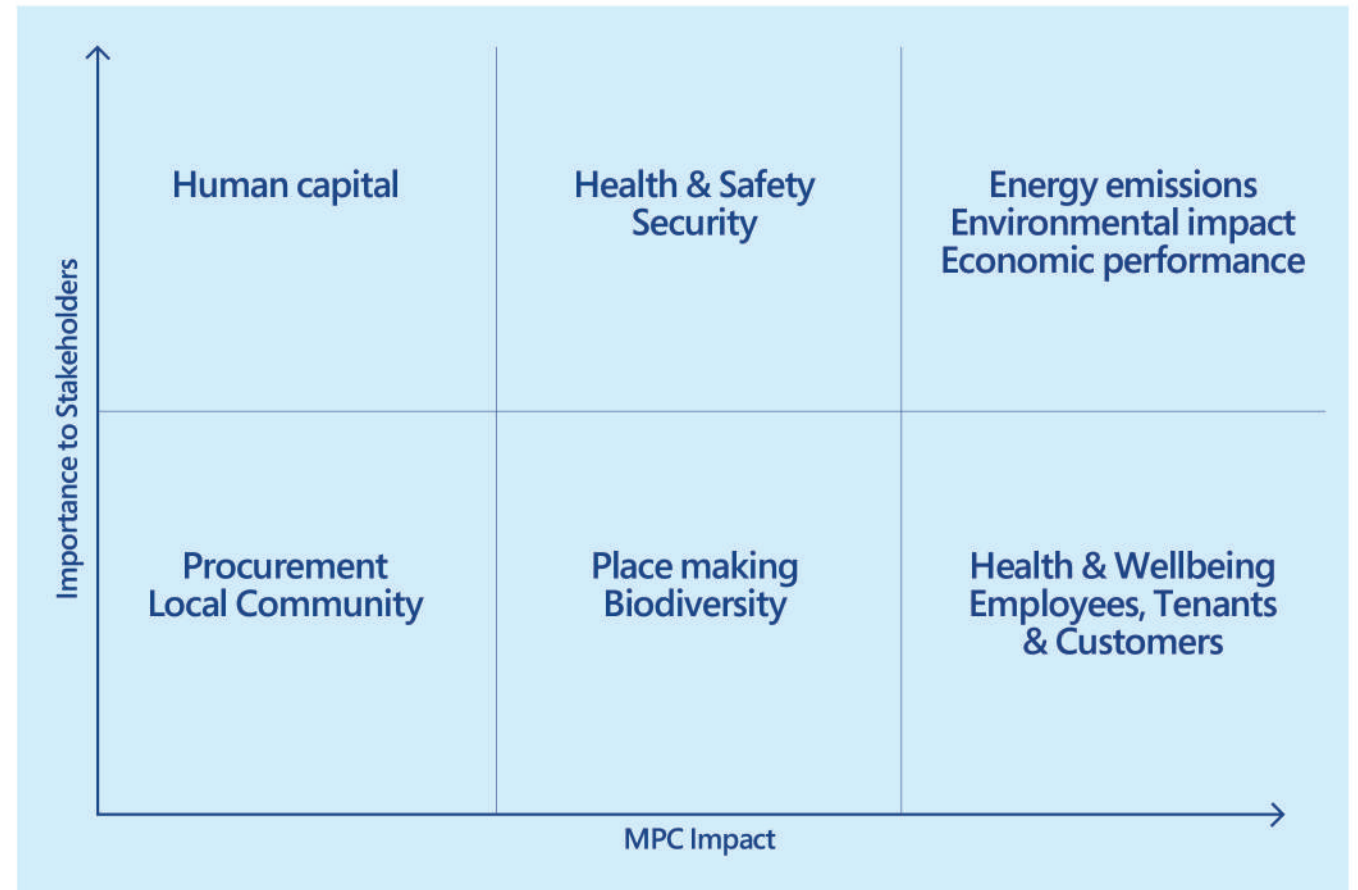 Importance to Stakeholders
Human capital
Health & Safety
Security
Energy emissions
Environmental impact
Economic performance
Procurement
Local Community
Place making
Biodiversity
Health & Wellbeing
Employees, Tenants
& Customers
MPC Impact